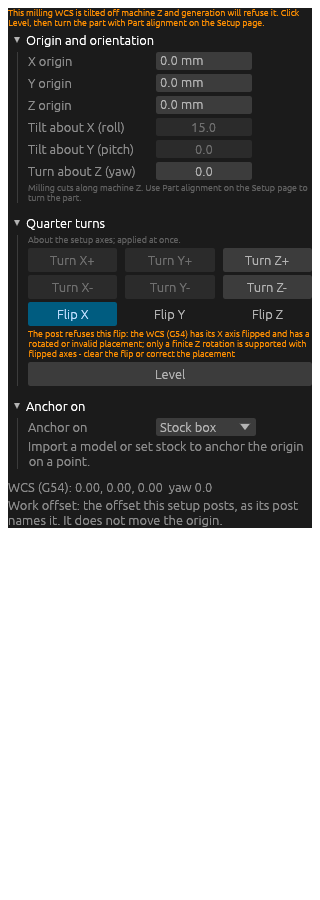 This milling WCS is tilted off machine Z and generation will refuse it. Click
Level, then turn the part with Part alignment on the Setup page.
Origin and orientation
X origin 0.0 mm
Y origin 0.0 mm
Z origin 0.0 mm
Tilt about X (roll) 15.0
Tilt about Y (pitch) 0.0
Turn about Z (yaw) 0.0
Milling cuts along machine Z. Use Part alignment on the Setup page to
turn the part.
Quarter turns
About the setup axes; applied at once.
Turn X+ Turn Y+ Turn Z+
Turn X- Turn Y- Turn Z-
Flip X Flip Y Flip Z
The post refuses this flip: the WCS (G54) has its X axis flipped and has a
rotated or invalid placement; only a finite Z rotation is supported with
flipped axes - clear the flip or correct the placement
Level
Anchor on
Anchor on Stock box
Import a model or set stock to anchor the origin
on a point.
WCS (G54): 0.00, 0.00, 0.00 yaw 0.0
Work offset: the offset this setup posts, as its post
names it. It does not move the origin.